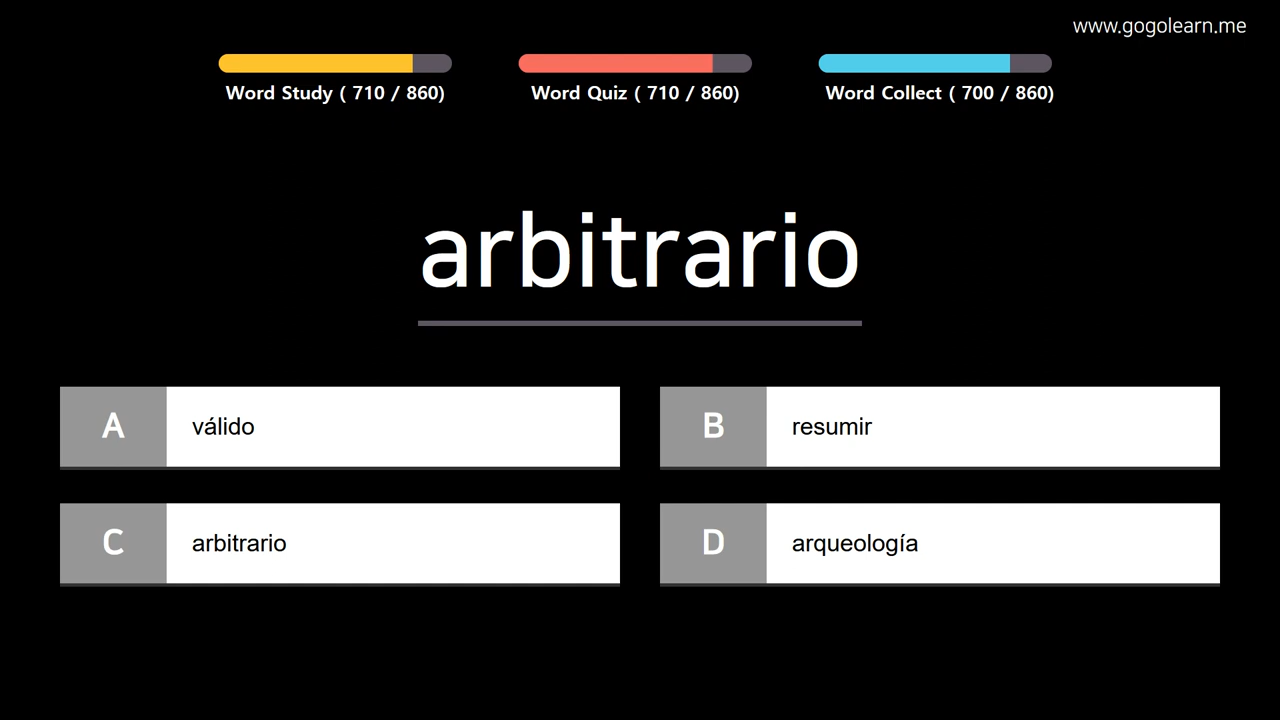 www.gogolearn.me
Word Study ( 710 / 860)
Word Quiz ( 710 / 860)
Word Collect ( 700 / 860)
arbitrario
A válido
B resumir
C arbitrario
D arqueología